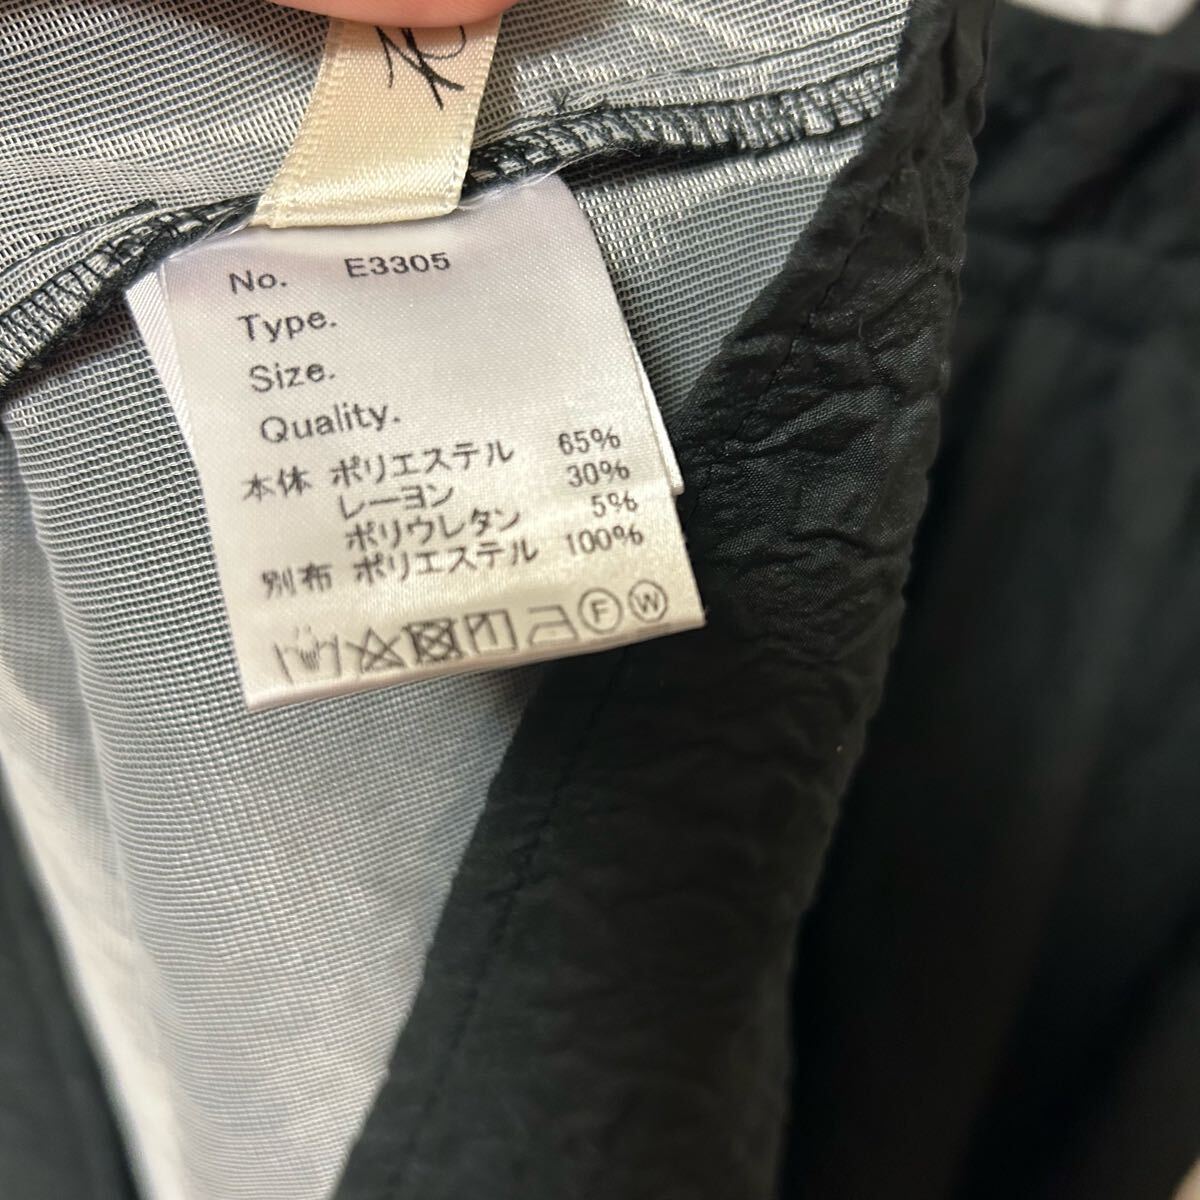 No. E3305
Type.
Size.
Quality.
本体 ポリエステル 65%
レーヨン 30%
ポリウレタン 5%
別布 ポリエステル 100%
F W